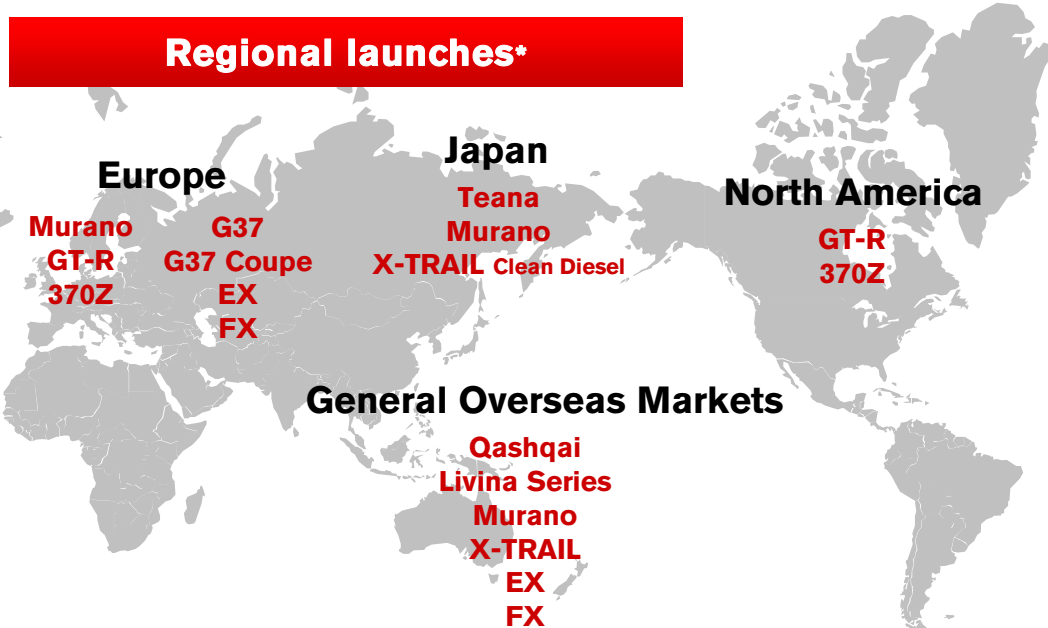 Regional launches*
Europe
Murano
GT-R
370Z
G37
G37 Coupe
EX
FX
Japan
Teana
Murano
X-TRAIL Clean Diesel
North America
GT-R
370Z
General Overseas Markets
Qashqai
Livina Series
Murano
X-TRAIL
EX
FX